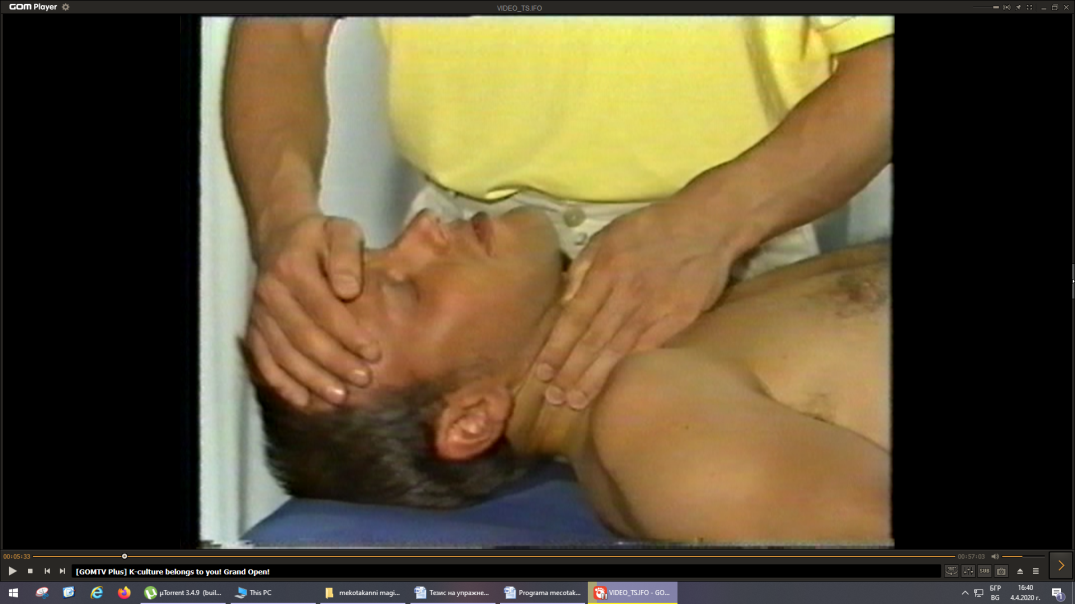 GOM Player
VIDEO_TS.IFO
00:05:33
00:57:03
[GOMTV Plus] K-culture belongs to you! Grand Open!
µTorrent 3.4.9 (buil...
This PC
mekotakanni magi...
Тезис на упражне...
Programa mecotak...
VIDEO_TS.IFO - GO...
БГР
BG
16:40
4.4.2020 г.